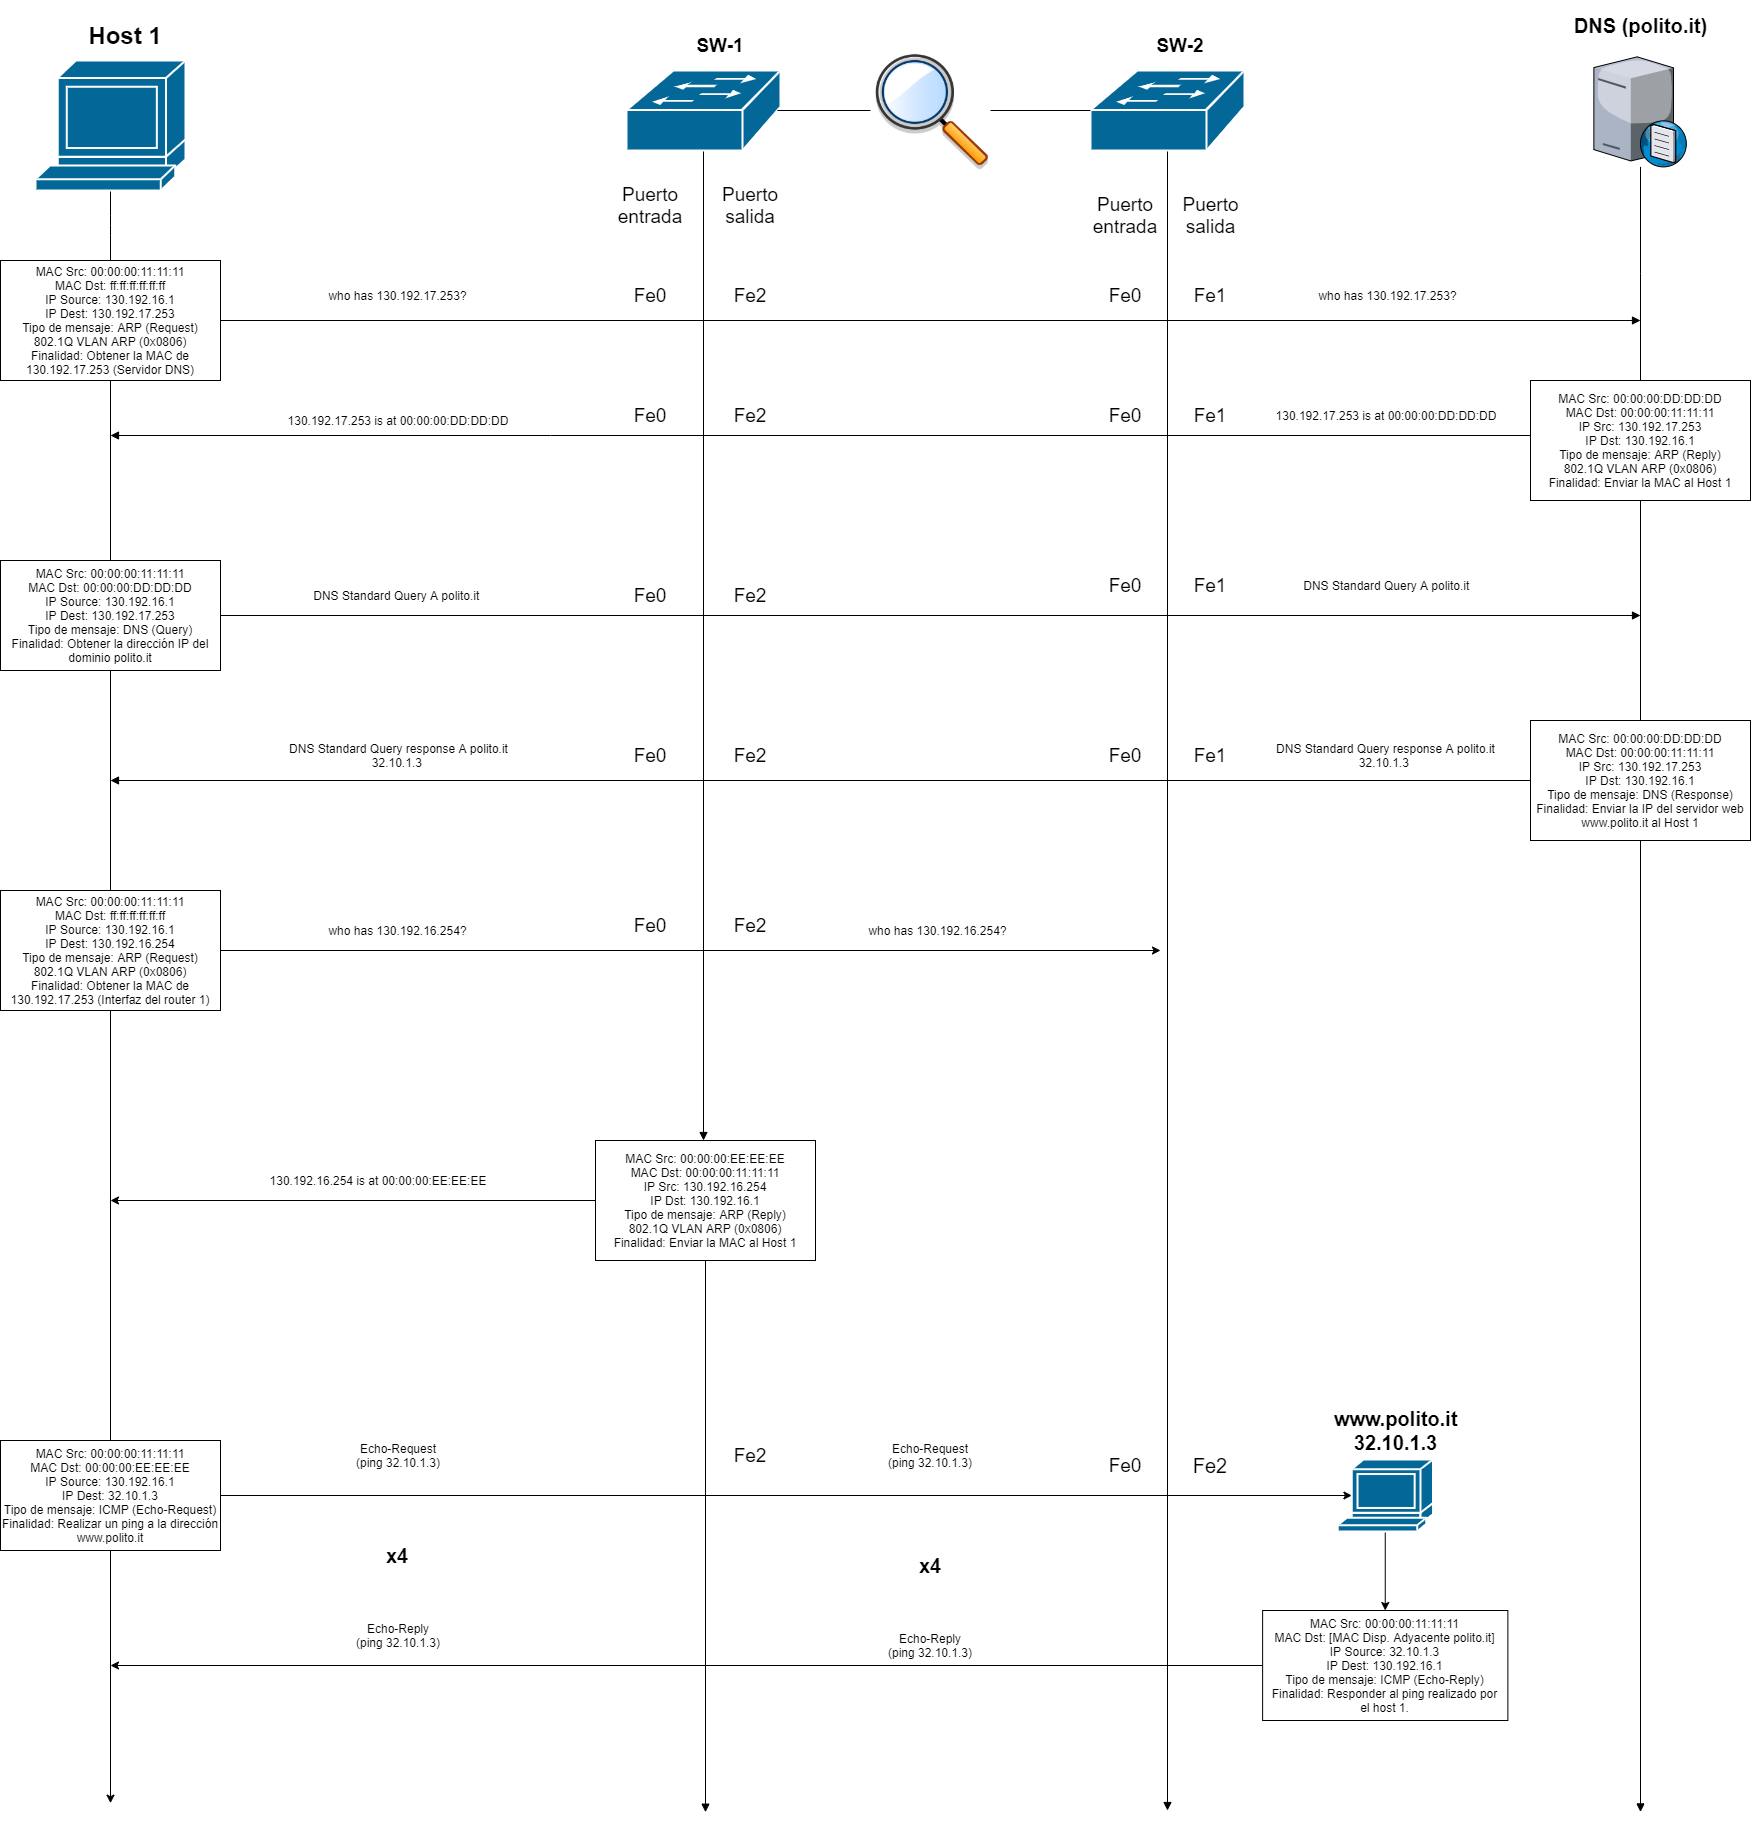 Host 1
SW-1
SW-2
DNS (polito.it)
Puerto
entrada
Puerto
salida
Puerto
entrada
Puerto
salida
MAC Src: 00:00:00:11:11:11
MAC Dst: ff:ff:ff:ff:ff:ff
IP Source: 130.192.16.1
IP Dest: 130.192.17.253
Tipo de mensaje: ARP (Request)
802.1Q VLAN ARP (0x0806)
Finalidad: Obtener la MAC de
130.192.17.253 (Servidor DNS)
who has 130.192.17.253?
Fe0
Fe2
Fe0
Fe1
who has 130.192.17.253?
130.192.17.253 is at 00:00:00:DD:DD:DD
Fe0
Fe2
Fe0
Fe1
130.192.17.253 is at 00:00:00:DD:DD:DD
MAC Src: 00:00:00:DD:DD:DD
MAC Dst: 00:00:00:11:11:11
IP Src: 130.192.17.253
IP Dst: 130.192.16.1
Tipo de mensaje: ARP (Reply)
802.1Q VLAN ARP (0x0806)
Finalidad: Enviar la MAC al Host 1
MAC Src: 00:00:00:11:11:11
MAC Dst: 00:00:00:DD:DD:DD
IP Source: 130.192.16.1
IP Dest: 130.192.17.253
Tipo de mensaje: DNS (Query)
Finalidad: Obtener la dirección IP del
dominio polito.it
DNS Standard Query A polito.it
Fe0
Fe2
Fe0
Fe1
DNS Standard Query A polito.it
DNS Standard Query response A polito.it
32.10.1.3
Fe0
Fe2
Fe0
Fe1
DNS Standard Query response A polito.it
32.10.1.3
MAC Src: 00:00:00:DD:DD:DD
MAC Dst: 00:00:00:11:11:11
IP Src: 130.192.17.253
IP Dst: 130.192.16.1
Tipo de mensaje: DNS (Response)
Finalidad: Enviar la IP del servidor web
www.polito.it al Host 1
MAC Src: 00:00:00:11:11:11
MAC Dst: ff:ff:ff:ff:ff:ff
IP Source: 130.192.16.1
IP Dest: 130.192.16.254
Tipo de mensaje: ARP (Request)
802.1Q VLAN ARP (0x0806)
Finalidad: Obtener la MAC de
130.192.17.253 (Interfaz del router 1)
who has 130.192.16.254?
Fe0
Fe2
who has 130.192.16.254?
130.192.16.254 is at 00:00:00:EE:EE:EE
MAC Src: 00:00:00:EE:EE:EE
MAC Dst: 00:00:00:11:11:11
IP Src: 130.192.16.254
IP Dst: 130.192.16.1
Tipo de mensaje: ARP (Reply)
802.1Q VLAN ARP (0x0806)
Finalidad: Enviar la MAC al Host 1
www.polito.it
32.10.1.3
MAC Src: 00:00:00:11:11:11
MAC Dst: 00:00:00:EE:EE:EE
IP Source: 130.192.16.1
IP Dest: 32.10.1.3
Tipo de mensaje: ICMP (Echo-Request)
Finalidad: Realizar un ping a la dirección
www.polito.it
Echo-Request
(ping 32.10.1.3)
Fe2
Echo-Request
(ping 32.10.1.3)
Fe0
Fe2
x4
x4
Echo-Reply
(ping 32.10.1.3)
Echo-Reply
(ping 32.10.1.3)
MAC Src: 00:00:00:11:11:11
MAC Dst: [MAC Disp. Adyacente polito.it]
IP Source: 32.10.1.3
IP Dest: 130.192.16.1
Tipo de mensaje: ICMP (Echo-Reply)
Finalidad: Responder al ping realizado por
el host 1.